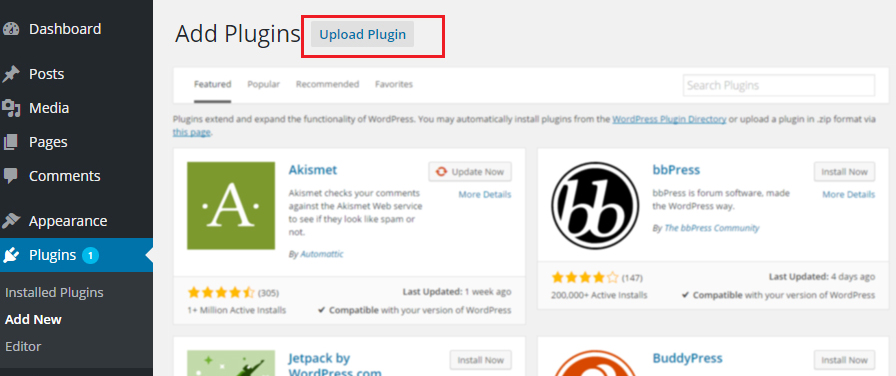 Dashboard
Posts
Media
Pages
Comments
Appearance
Plugins 1
Installed Plugins
Add New
Editor
Add Plugins Upload Plugin
Featured Popular Recommended Favorites Search Plugins
Plugins extend and expand the functionality of WordPress. You may automatically install plugins from the WordPress Plugin Directory or upload a plugin in .zip format via
this page.
Akismet Update Now
More Details
Akismet checks your comments
against the Akismet Web service
to see if they look like spam or
not.
By Automattic
(305) Last Updated: 1 week ago
1+ Million Active Installs ✔ Compatible with your version of WordPress
bbPress Install Now
More Details
bbPress is forum software, made
the WordPress way.
By The bbPress Community
(147) Last Updated: 4 days ago
200,000+ Active Installs ✔ Compatible with your version of WordPress
Jetpack by Install Now
WordPress.com
BuddyPress Install Now
A
bb